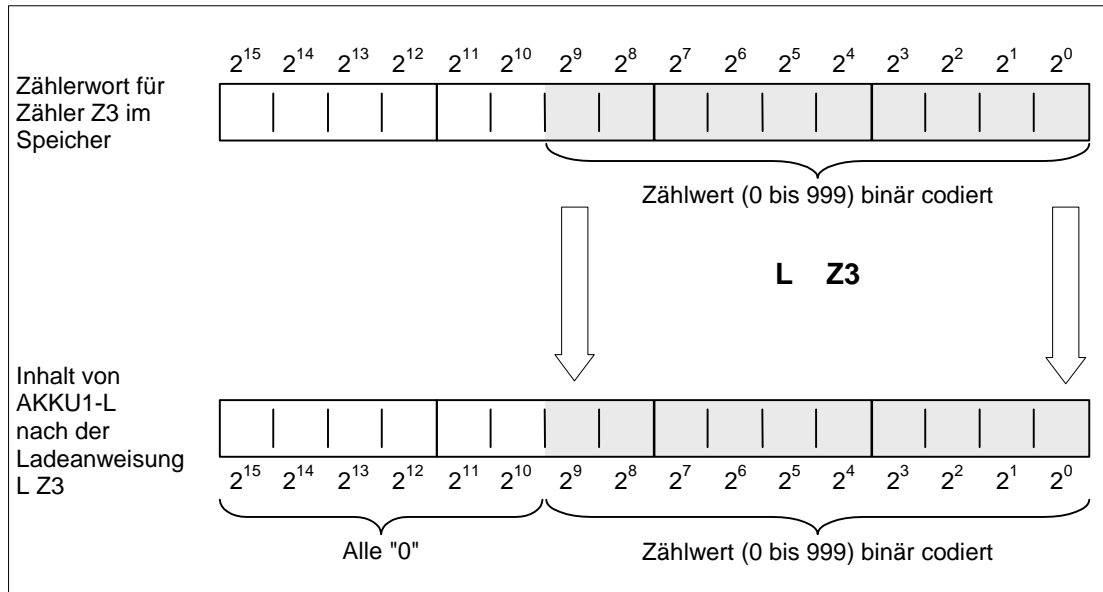 2^15 2^14 2^13 2^12 2^11 2^10 2^9 2^8 2^7 2^6 2^5 2^4 2^3 2^2 2^1 2^0
Zählerwort für
Zähler Z3 im
Speicher
Zählwert (0 bis 999) binär codiert
L Z3
Inhalt von
AKKU1-L
nach der
Ladeanweisung
L Z3
2^15 2^14 2^13 2^12 2^11 2^10 2^9 2^8 2^7 2^6 2^5 2^4 2^3 2^2 2^1 2^0
Alle "0"
Zählwert (0 bis 999) binär codiert